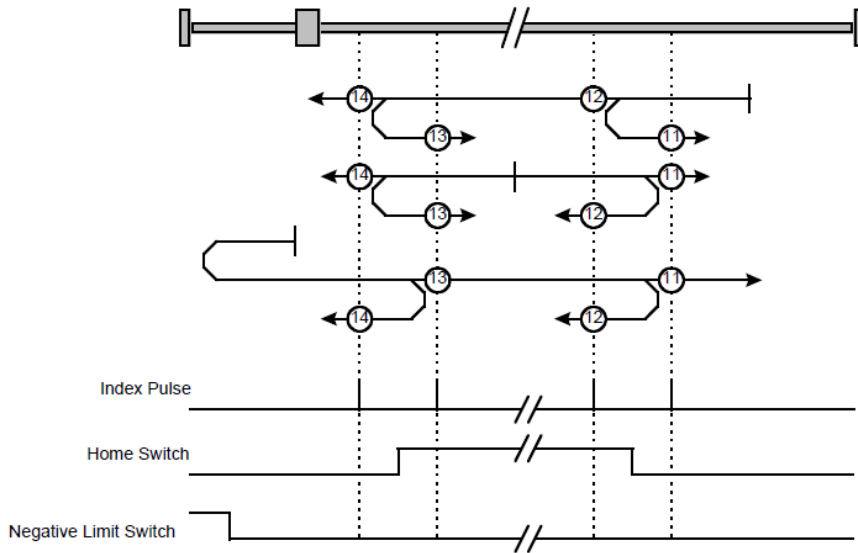 14 12
13 11
14 11
13 12
13 11
14 12
Index Pulse
Home Switch
Negative Limit Switch